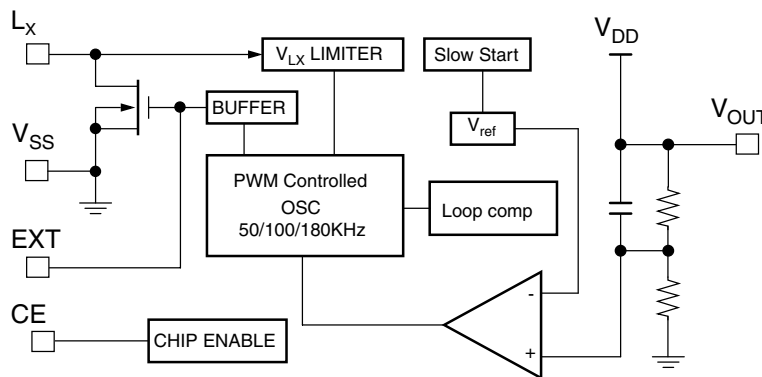 LX
VLX LIMITER
Slow Start
VDD
BUFFER
Vref
VOUT
VSS
PWM Controlled
OSC
50/100/180KHz
Loop comp
EXT
-
CE
CHIP ENABLE
+